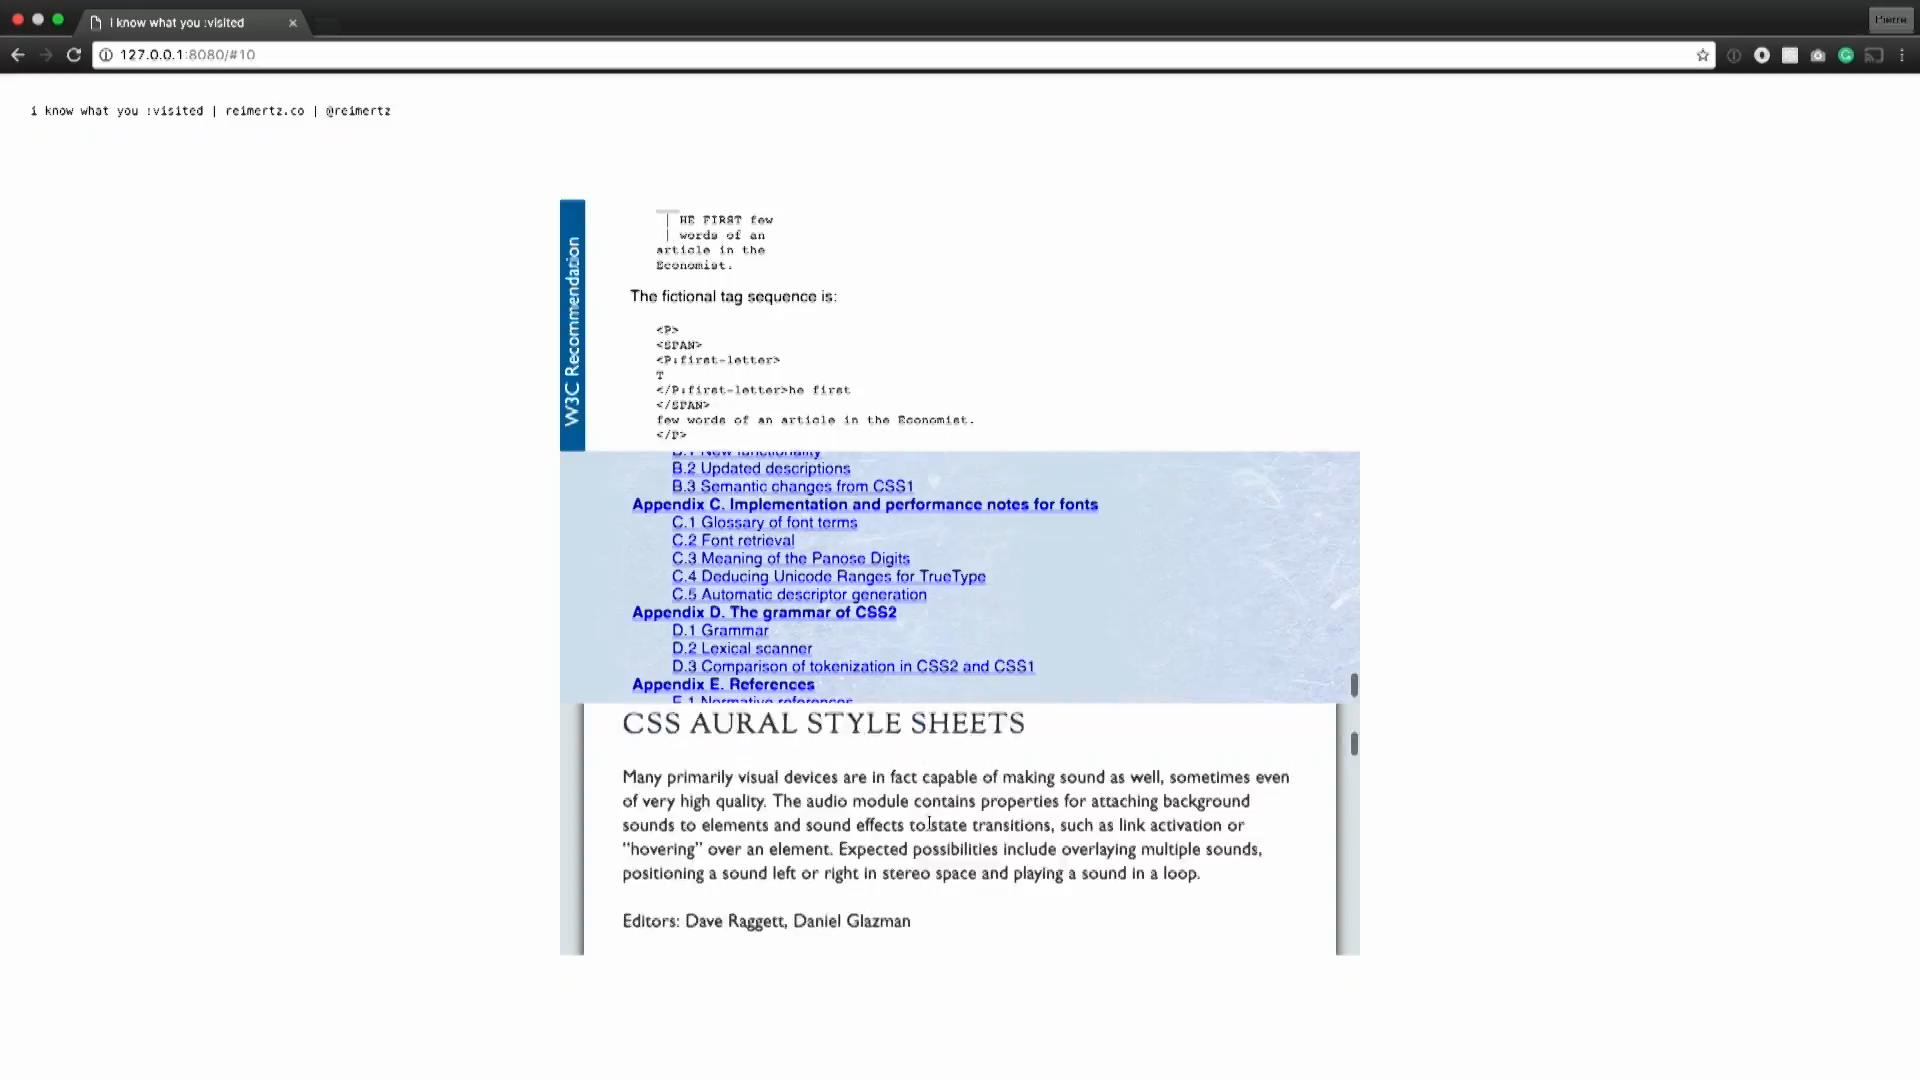 i know what you :visited
Pierre
127.0.0.1:8080/#10
i know what you :visited | reimertz.co | @reimertz
W3C Recommendation
THE FIRST few
words of an
article in the
Economist.
The fictional tag sequence is:
<P>
<SPAN>
<P:first-letter>
T
</P:first-letter>he first
</SPAN>
few words of an article in the Economist.
</P>
B.1 New functionality
B.2 Updated descriptions
B.3 Semantic changes from CSS1
Appendix C. Implementation and performance notes for fonts
C.1 Glossary of font terms
C.2 Font retrieval
C.3 Meaning of the Panose Digits
C.4 Deducing Unicode Ranges for TrueType
C.5 Automatic descriptor generation
Appendix D. The grammar of CSS2
D.1 Grammar
D.2 Lexical scanner
D.3 Comparison of tokenization in CSS2 and CSS1
Appendix E. References
E.1 Normative references
CSS AURAL STYLE SHEETS
Many primarily visual devices are in fact capable of making sound as well, sometimes even
of very high quality. The audio module contains properties for attaching background
sounds to elements and sound effects to state transitions, such as link activation or
“hovering” over an element. Expected possibilities include overlaying multiple sounds,
positioning a sound left or right in stereo space and playing a sound in a loop.
Editors: Dave Raggett, Daniel Glazman